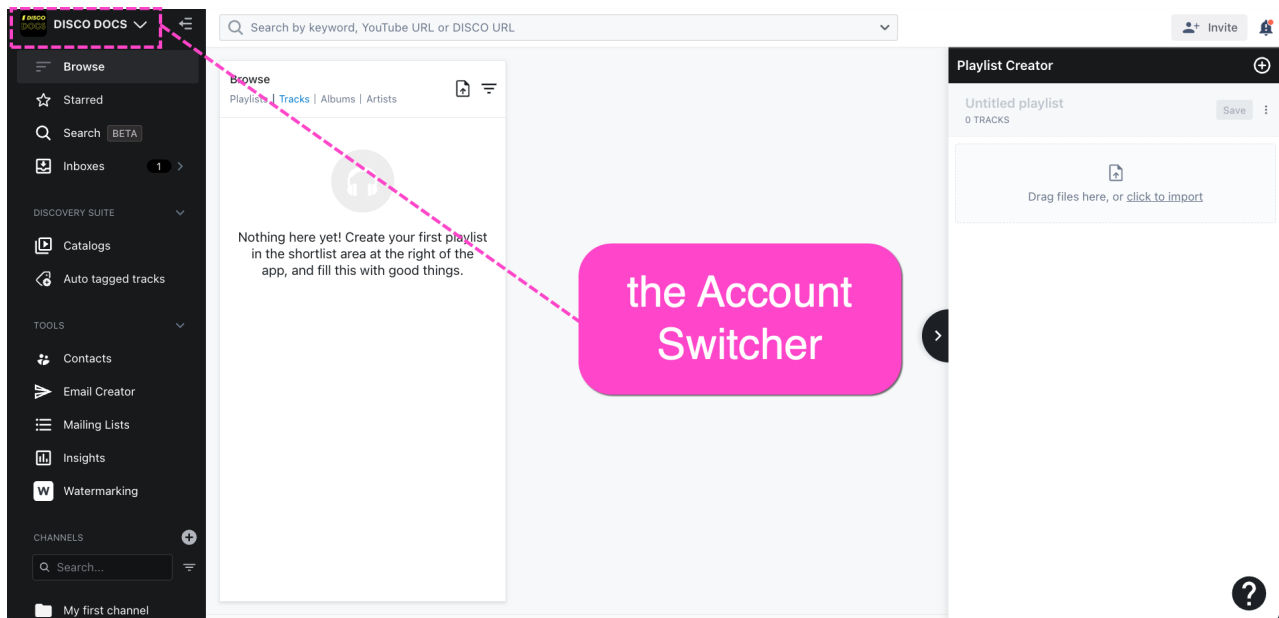 DISCO
DOCS
DISCO DOCS
Search by keyword, YouTube URL or DISCO URL
Invite
Browse
Starred
Search BETA
Inboxes 1
DISCOVERY SUITE
Catalogs
Auto tagged tracks
TOOLS
Contacts
Email Creator
Mailing Lists
Insights
W Watermarking
CHANNELS
Search...
My first channel
Browse
Playlists | Tracks | Albums | Artists
Nothing here yet! Create your first playlist
in the shortlist area at the right of the
app, and fill this with good things.
the Account
Switcher
Playlist Creator
Untitled playlist
0 TRACKS
Save
Drag files here, or click to import
?